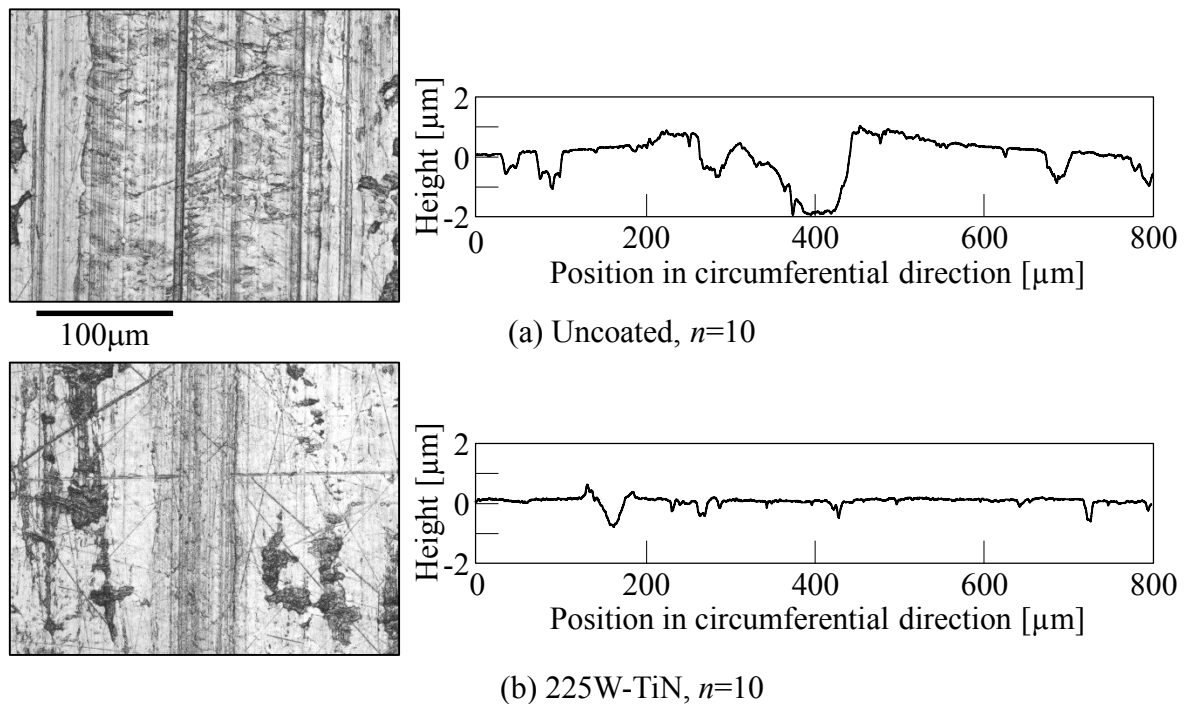 2
0
-2
Height [μm]
0
200
400
600
800
Position in circumferential direction [μm]
100μm
(a) Uncoated, n=10
2
0
-2
Height [μm]
0
200
400
600
800
Position in circumferential direction [μm]
(b) 225W-TiN, n=10